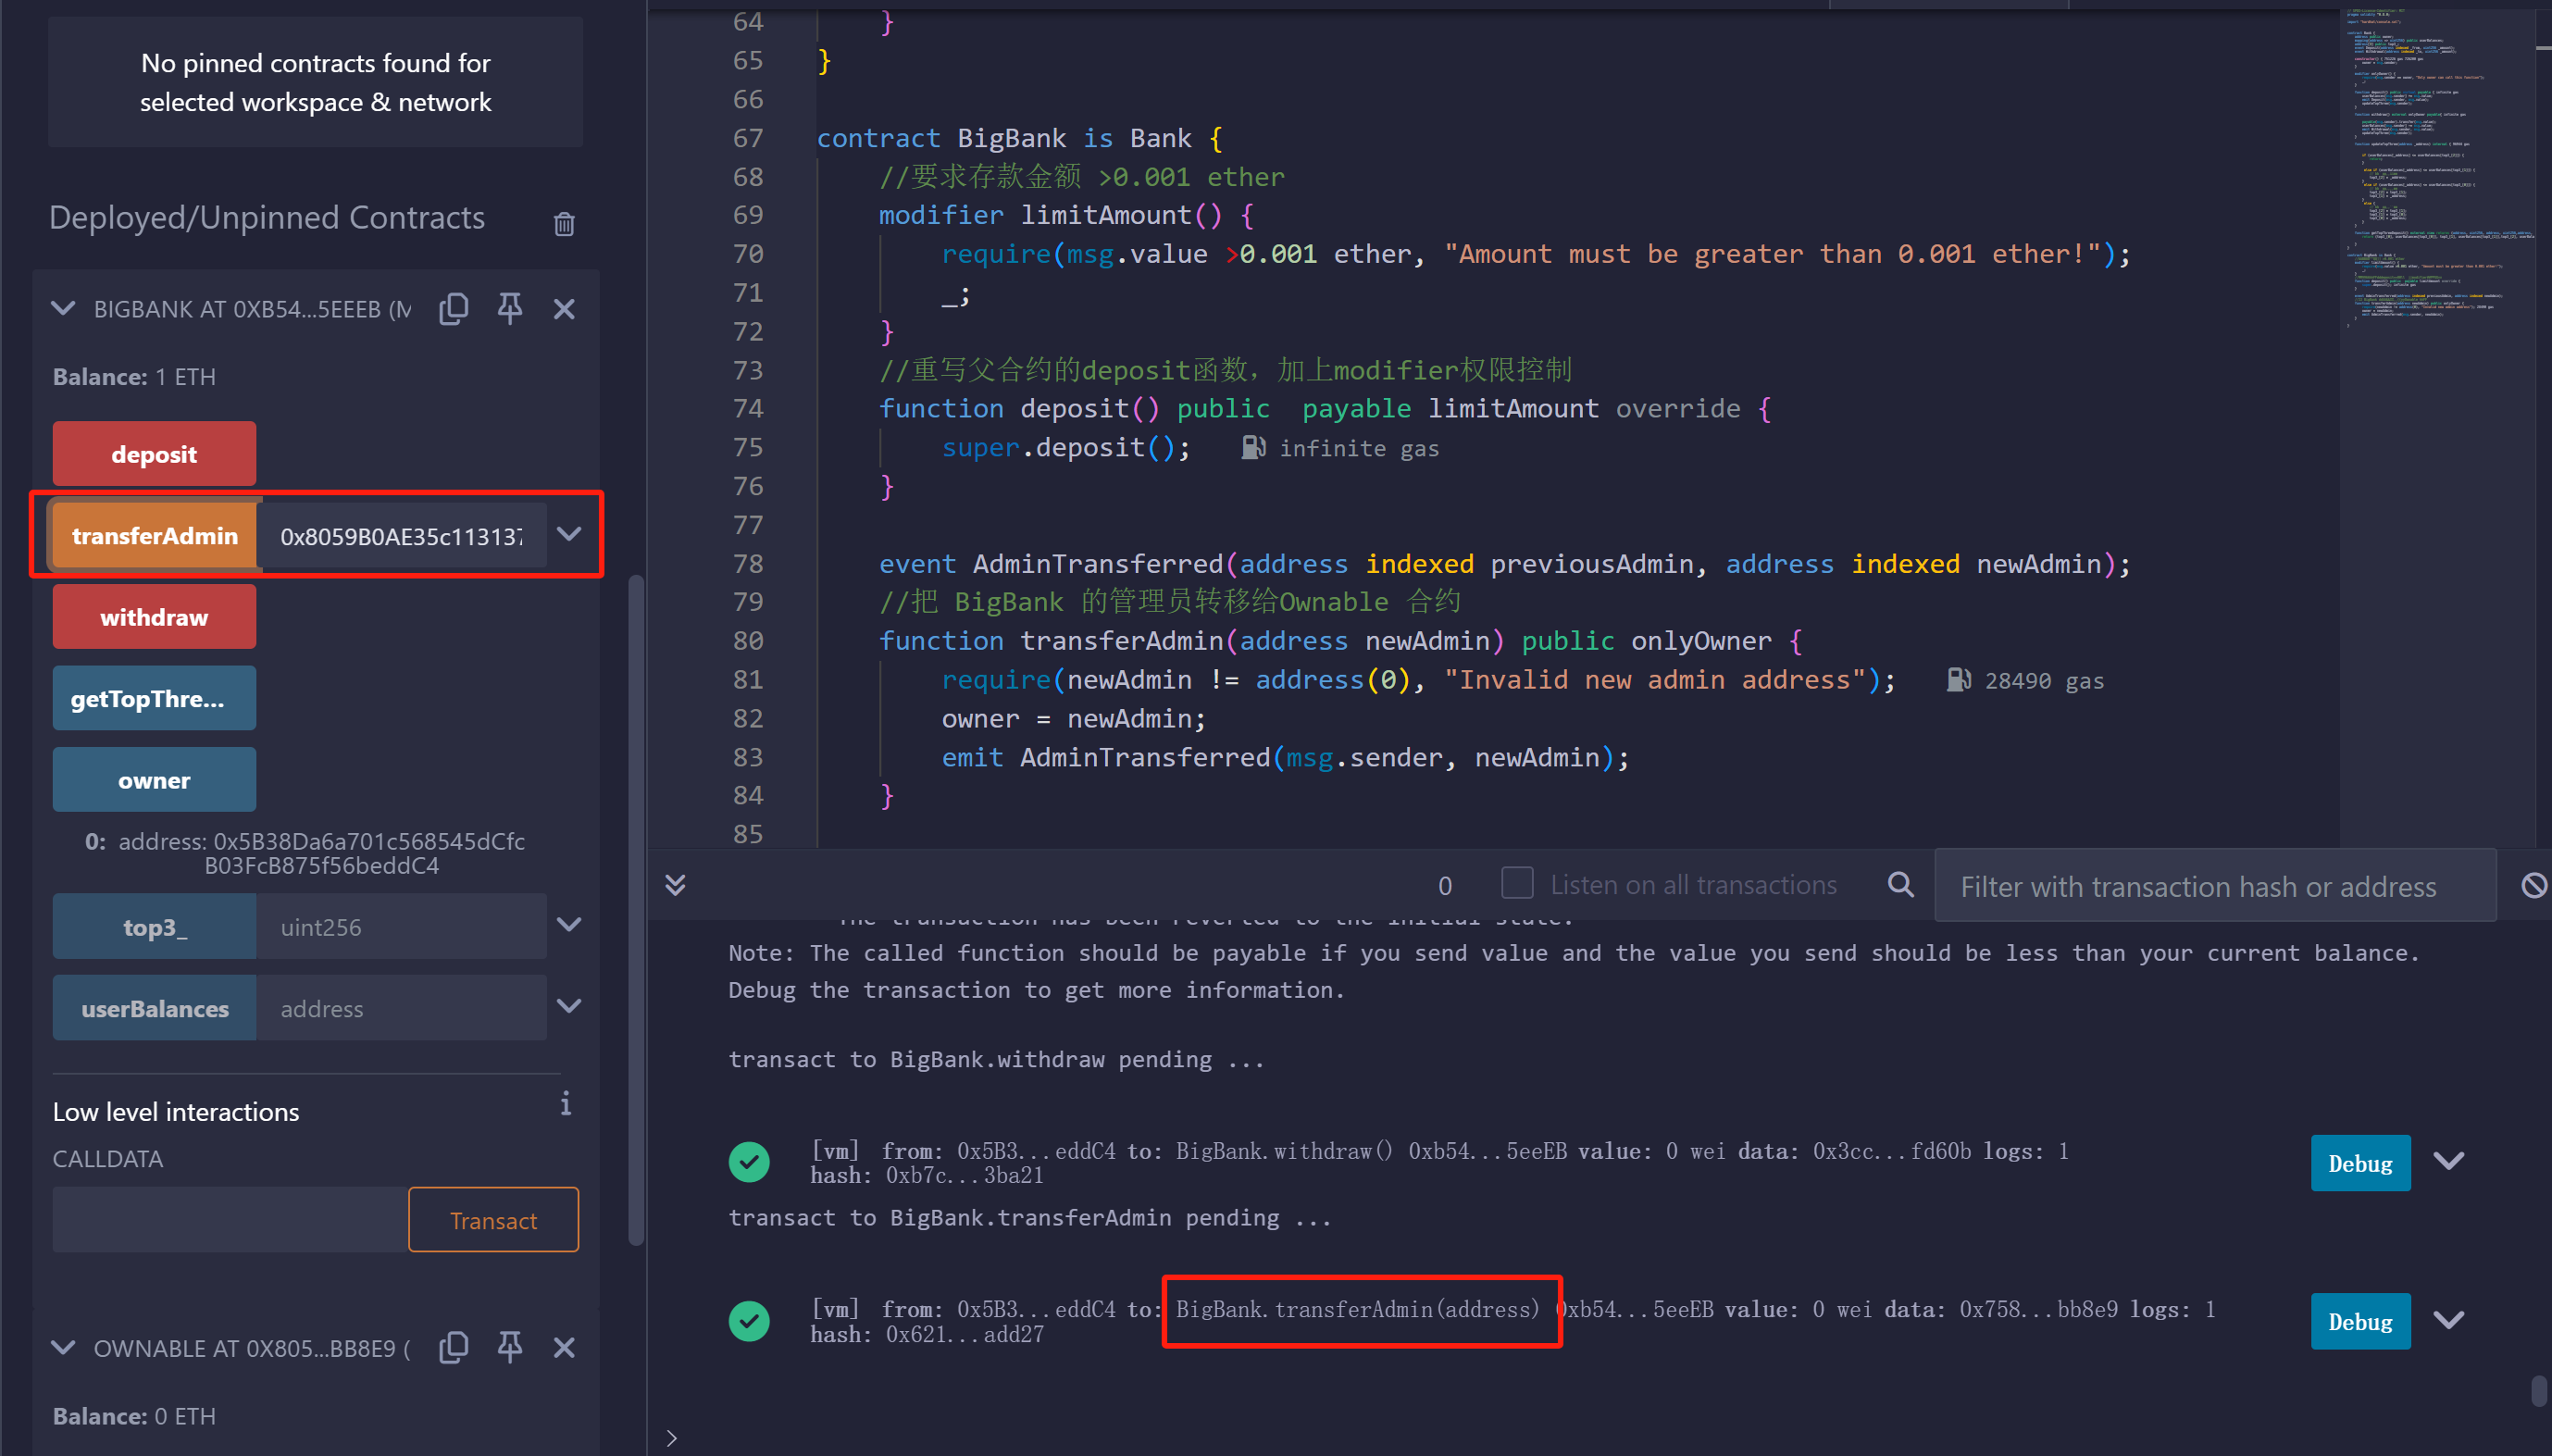 No pinned contracts found for
selected workspace & network
Deployed/Unpinned Contracts
BIGBANK AT 0XB54...5EEEB (M
Balance: 1 ETH
deposit
transferAdmin 0x8059B0AE35c113137
withdraw
getTopThre...
owner
0: address: 0x5B38Da6a701c568545dCfc
B03FcB875f56beddC4
top3_ uint256
userBalances address
Low level interactions
i
CALLDATA
Transact
OWNABLE AT 0X805...BB8E9 (
Balance: 0 ETH
64 }
65 }
66
67 contract BigBank is Bank {
68 //要求存款金额 >0.001 ether
69 modifier limitAmount() {
70 require(msg.value >0.001 ether, "Amount must be greater than 0.001 ether!");
71 _;
72 }
73 //重写父合约的deposit函数，加上modifier权限控制
74 function deposit() public  payable limitAmount override {
75 super.deposit(); infinite gas
76 }
77
78 event AdminTransferred(address indexed previousAdmin, address indexed newAdmin);
79 //把 BigBank 的管理员转移给Ownable 合约
80 function transferAdmin(address newAdmin) public onlyOwner {
81 require(newAdmin != address(0), "Invalid new admin address"); 28490 gas
82 owner = newAdmin;
83 emit AdminTransferred(msg.sender, newAdmin);
84 }
85
0 Listen on all transactions Filter with transaction hash or address
The transaction has been reverted to the initial state.
Note: The called function should be payable if you send value and the value you send should be less than your current balance.
Debug the transaction to get more information.
transact to BigBank.withdraw pending ...
[vm] from: 0x5B3...eddC4 to: BigBank.withdraw() 0xb54...5eeEB value: 0 wei data: 0x3cc...fd60b logs: 1
hash: 0xb7c...3ba21
Debug
transact to BigBank.transferAdmin pending ...
[vm] from: 0x5B3...eddC4 to: BigBank.transferAdmin(address) 0xb54...5eeEB value: 0 wei data: 0x758...bb8e9 logs: 1
hash: 0x621...add27
Debug
>